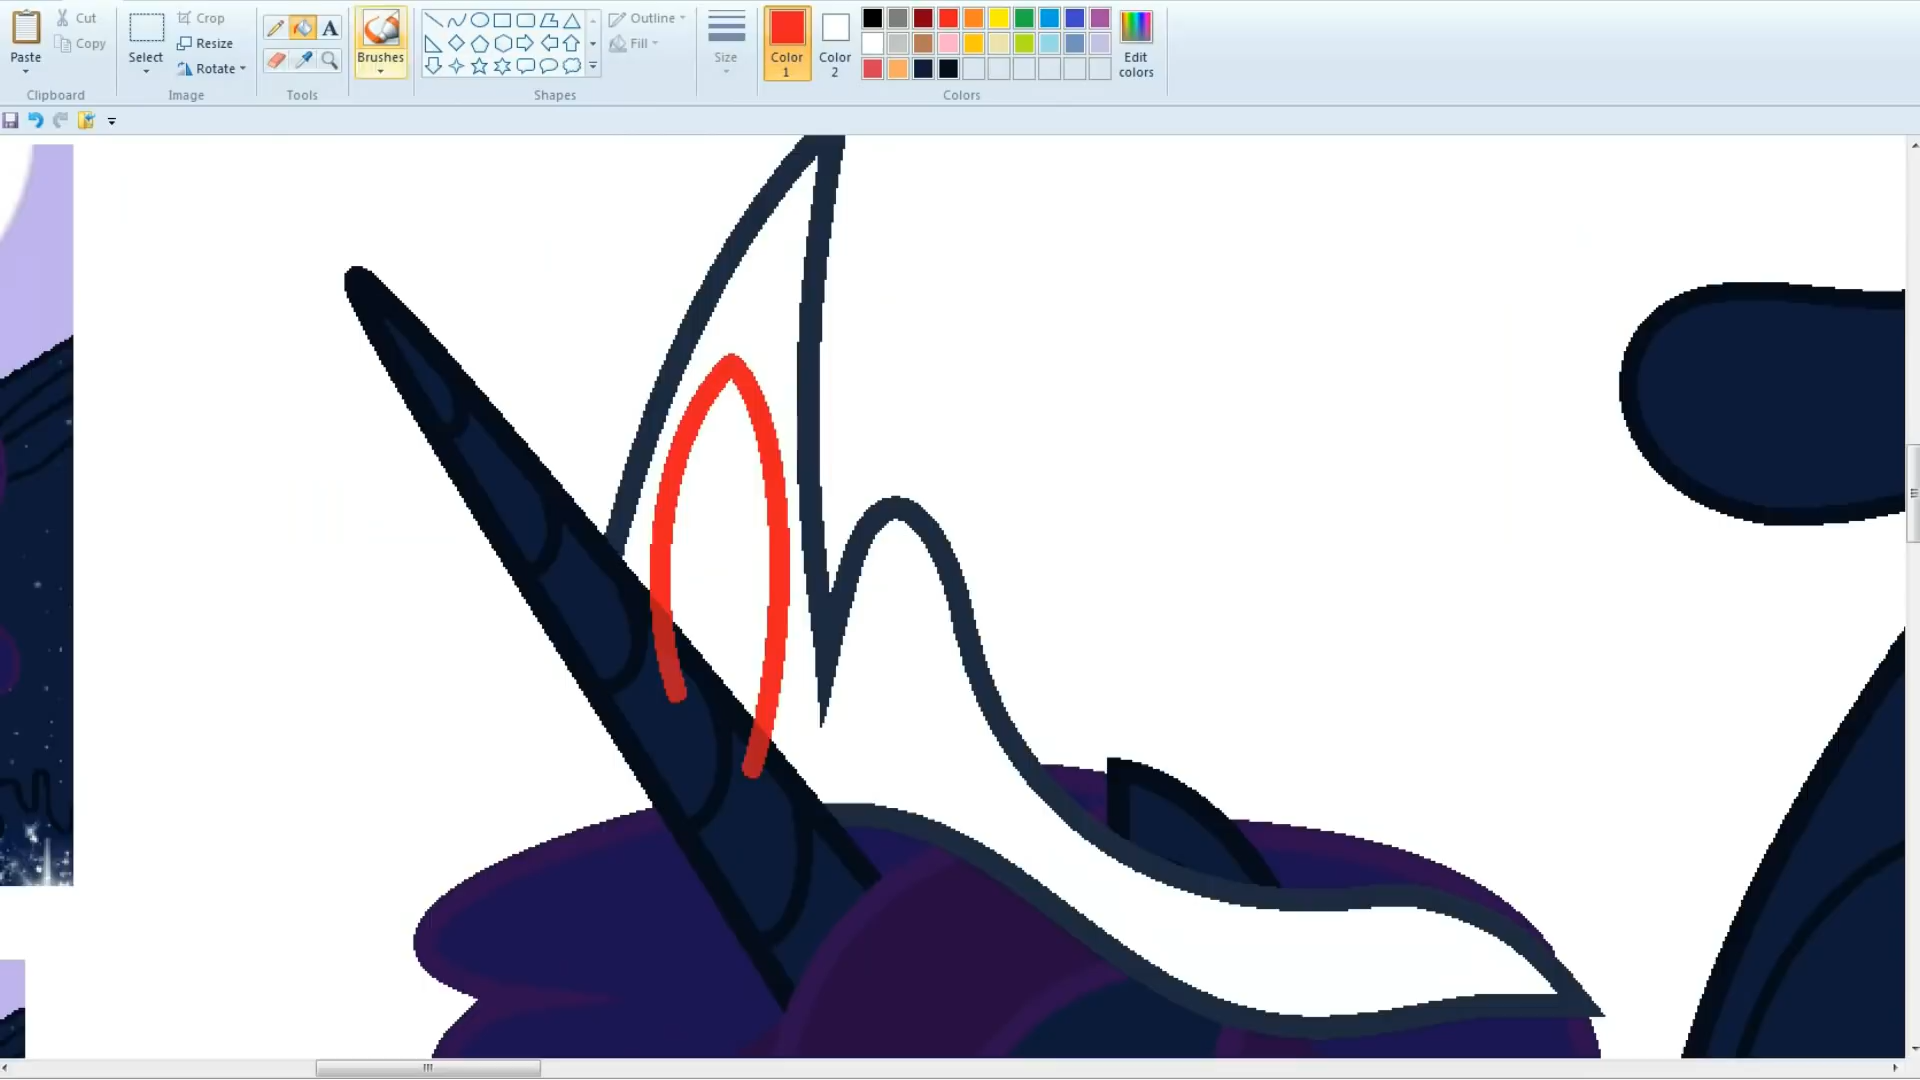 Paste
Cut
Copy
Clipboard
Select
Crop
Resize
Rotate
Image
A
Tools
Brushes
Shapes
Outline
Fill
Size
Color 1
Color 2
Edit colors
Colors